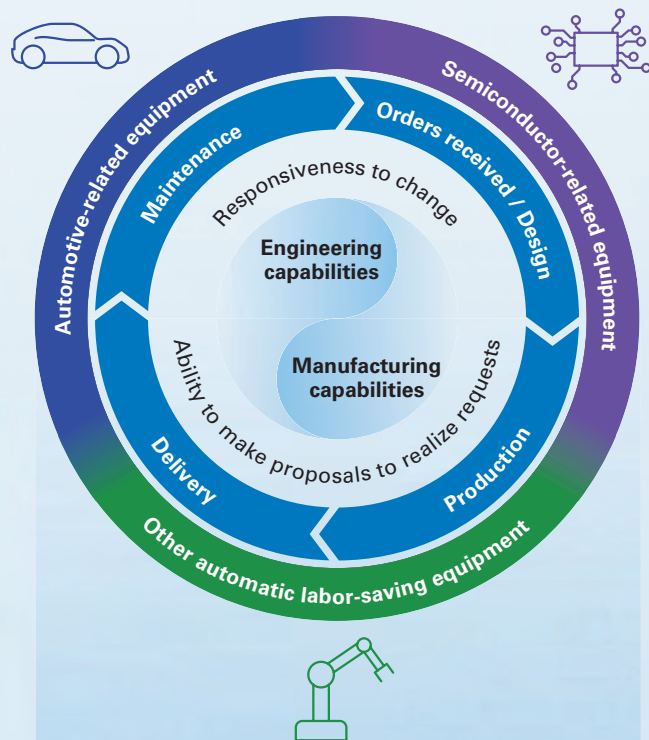 Automotive-related equipment
Semiconductor-related equipment
Maintenance
Orders received / Design
Responsiveness to change
Engineering
capabilities
Manufacturing
capabilities
Ability to make proposals to realize requests
Delivery
Production
Other automatic labor-saving equipment